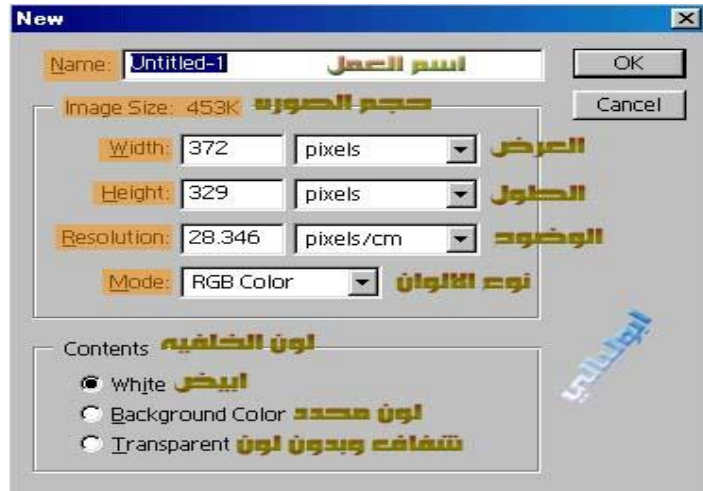 New
Name: Untitled-1 اسم العمل OK
Image Size: 453K حجم الصوره Cancel
Width: 372 pixels العرض
Height: 329 pixels الطول
Resolution: 28.346 pixels/cm الوضوح
Mode: RGB Color نوع الالوان
Contents لون الخلفيه
White ابيض
Background Color لون محدد
Transparent شفاف وبدون لون